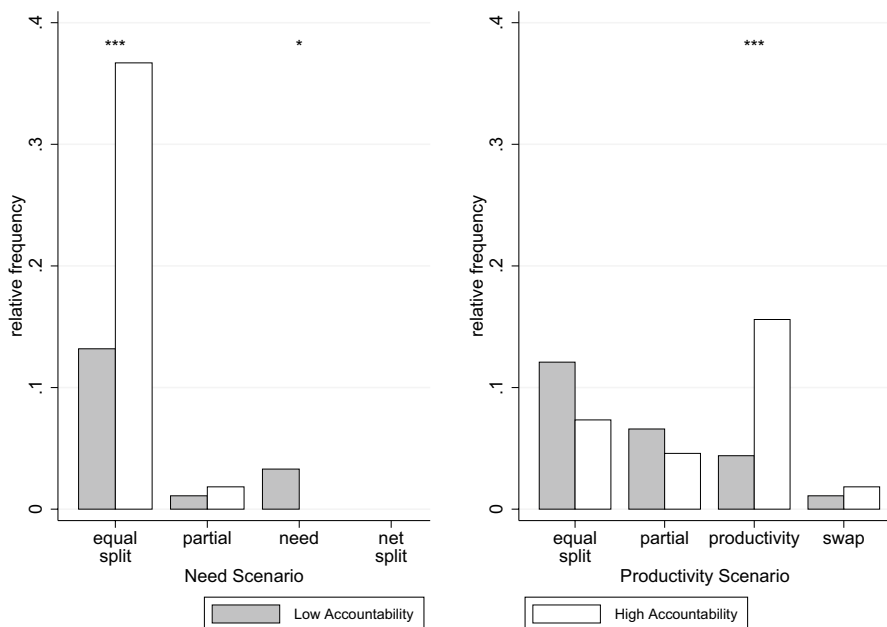 .4
.3
.2
.1
0
relative frequency
***
*
equal split
partial
need
net split
Need Scenario
.4
.3
.2
.1
0
relative frequency
***
equal split
partial
productivity
swap
Productivity Scenario
Low Accountability
High Accountability